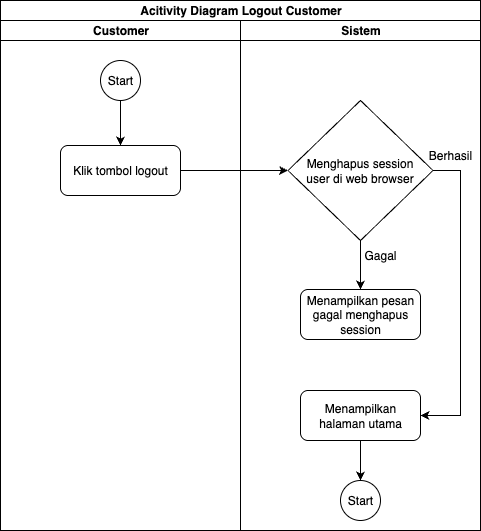 Acitivity Diagram Logout Customer
Customer
Sistem
Start
Klik tombol logout
Menghapus session
user di web browser
Berhasil
Gagal
Menampilkan pesan
gagal menghapus
session
Menampilkan
halaman utama
Start